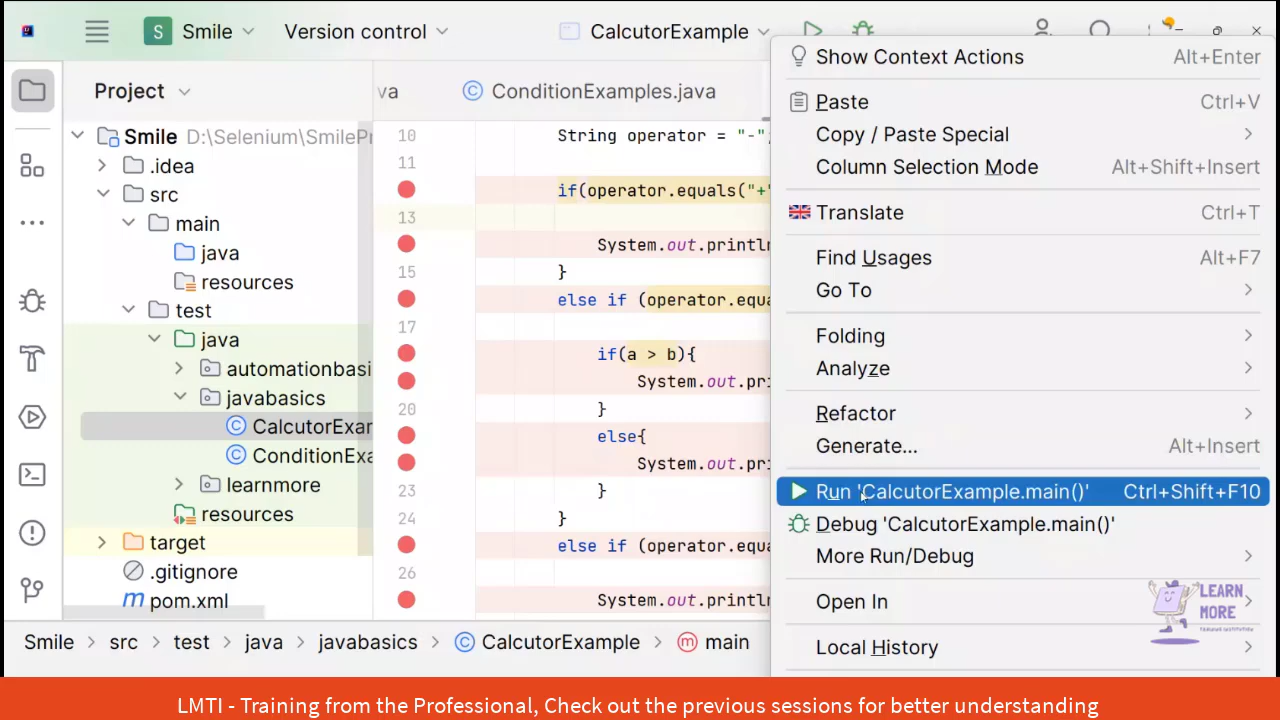 S Smile Version control CalcutorExample
Project
va ConditionExamples.java
Smile D:\Selenium\SmilePr
.idea
src
main
java
resources
test
java
automationbasi
javabasics
CalcutorExar
ConditionExa
learnmore
resources
target
.gitignore
pom.xml
10 String operator = "-";
11
if(operator.equals("+"
13
System.out.println
15 }
else if (operator.equa
17
if(a > b){
System.out.pri
20 }
else{
System.out.pri
23 }
24 }
else if (operator.equa
26
System.out.println
Show Context Actions Alt+Enter
Paste Ctrl+V
Copy / Paste Special
Column Selection Mode Alt+Shift+Insert
Translate Ctrl+T
Find Usages Alt+F7
Go To
Folding
Analyze
Refactor
Generate... Alt+Insert
Run 'CalcutorExample.main()' Ctrl+Shift+F10
Debug 'CalcutorExample.main()'
More Run/Debug
Open In
Local History
LEARN
MORE
Smile > src > test > java > javabasics > CalcutorExample > main
LMTI - Training from the Professional, Check out the previous sessions for better understanding